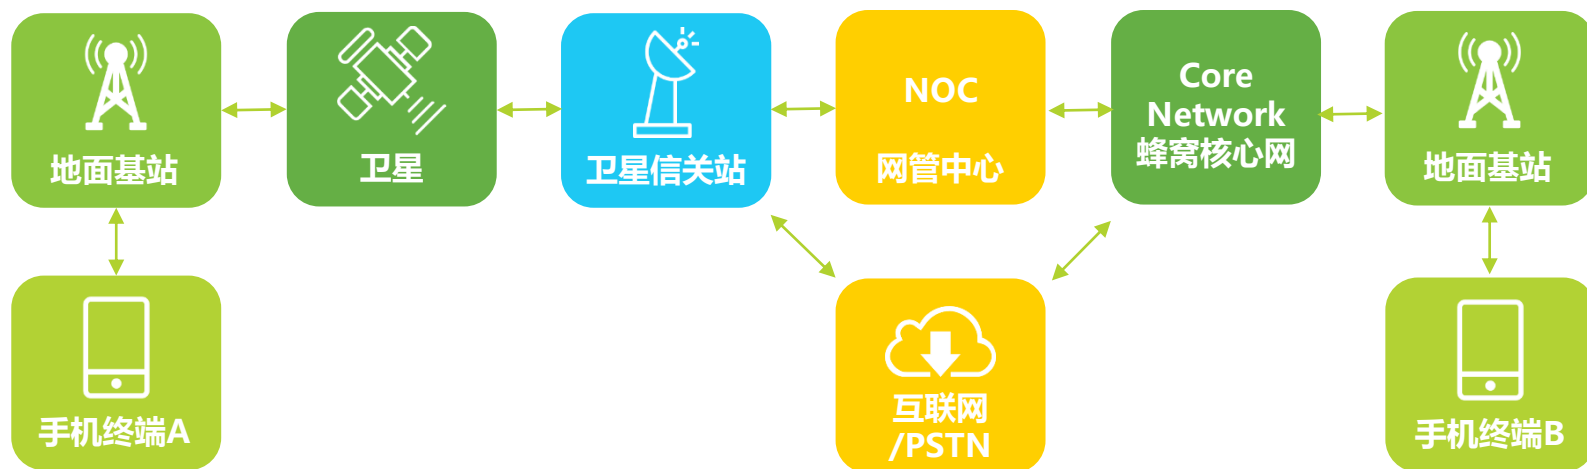 地面基站
卫星
卫星信关站
NOC
网管中心
Core
Network
蜂窝核心网
地面基站
手机终端A
互联网
/PSTN
手机终端B